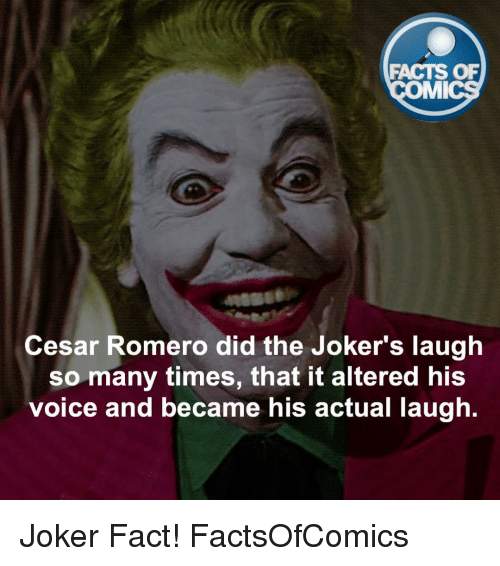 FACTS OF
COMICS
Cesar Romero did the Joker's laugh
so many times, that it altered his
voice and became his actual laugh.
Joker Fact! FactsOfComics